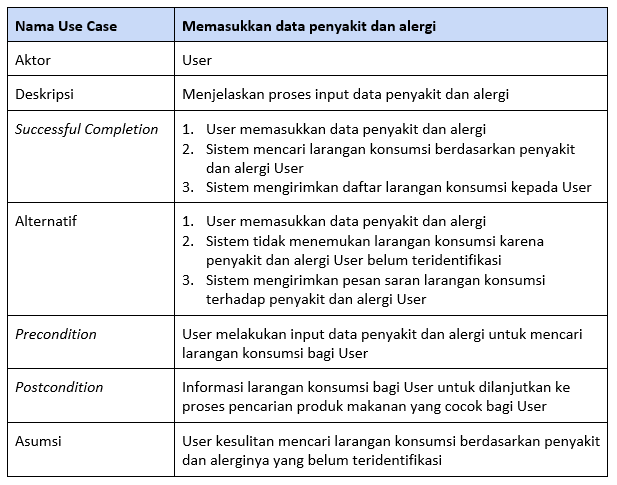 Nama Use Case
Memasukkan data penyakit dan alergi
Aktor
User
Deskripsi
Menjelaskan proses input data penyakit dan alergi
Successful Completion
1. User memasukkan data penyakit dan alergi
2. Sistem mencari larangan konsumsi berdasarkan penyakit
dan alergi User
3. Sistem mengirimkan daftar larangan konsumsi kepada User
Alternatif
1. User memasukkan data penyakit dan alergi
2. Sistem tidak menemukan larangan konsumsi karena
penyakit dan alergi User belum teridentifikasi
3. Sistem mengirimkan pesan saran larangan konsumsi
terhadap penyakit dan alergi User
Precondition
User melakukan input data penyakit dan alergi untuk mencari
larangan konsumsi bagi User
Postcondition
Informasi larangan konsumsi bagi User untuk dilanjutkan ke
proses pencarian produk makanan yang cocok bagi User
Asumsi
User kesulitan mencari larangan konsumsi berdasarkan penyakit
dan alerginya yang belum teridentifikasi